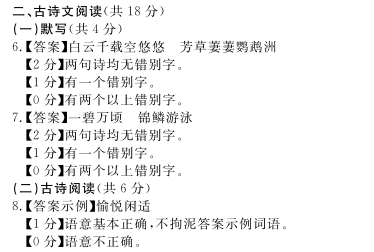 二、古诗文阅读(共 18 分)
(一)默写(共 4 分)
6.【答案】白云千载空悠悠 芳草萋萋鹦鹉洲
【2 分】两句诗均无错别字。
【1 分】有一个错别字。
【0 分】有两个以上错别字。
7.【答案】一碧万顷 锦鳞游泳
【2 分】两句诗均无错别字。
【1 分】有一个错别字。
【0 分】有两个以上错别字。
(二)古诗阅读(共 6 分)
8.【答案示例】愉悦闲适
【1 分】语意基本正确,不拘泥答案示例词语。
【0 分】语意不正确。